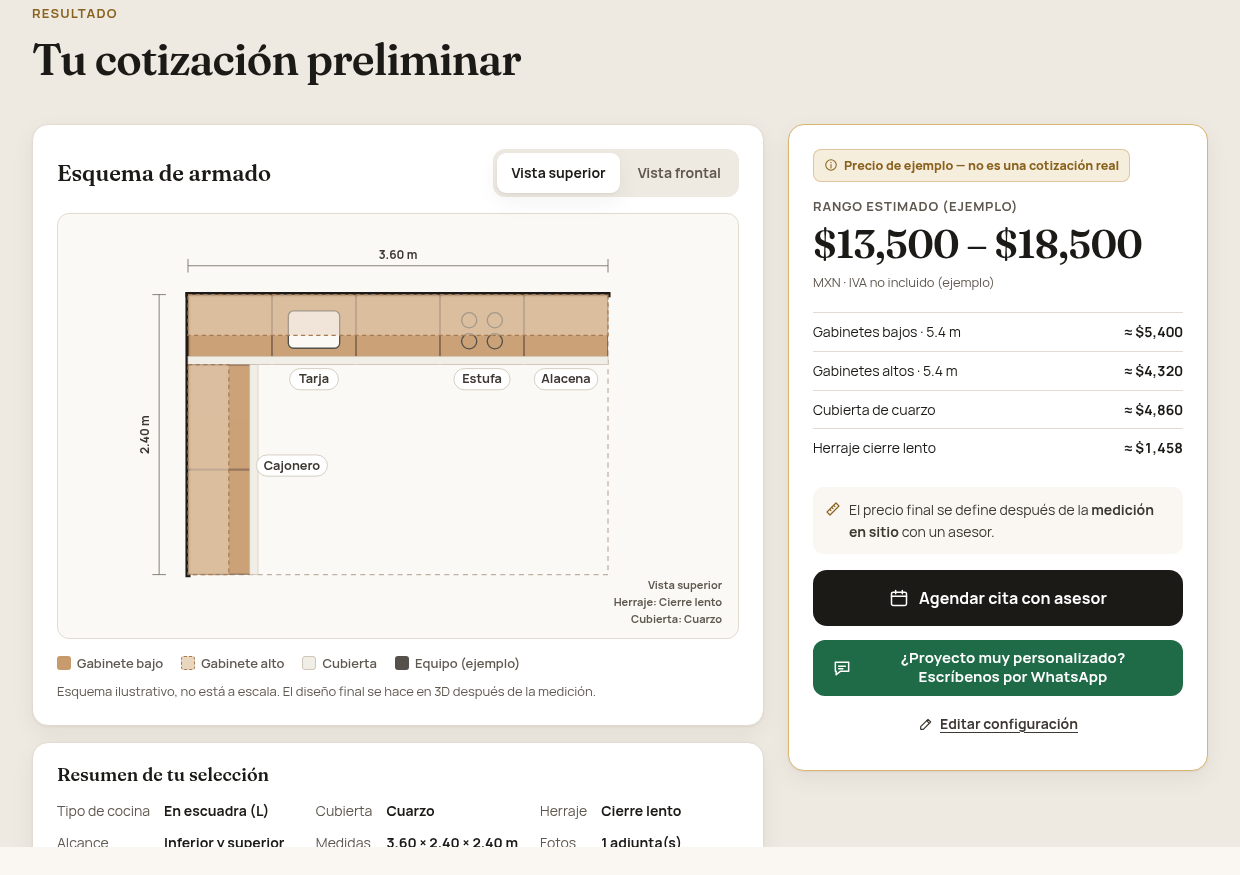 RESULTADO
Tu cotización preliminar
Esquema de armado
Vista superior
Vista frontal
3.60 m
2.40 m
Tarja
Estufa
Alacena
Cajonero
Vista superior
Herraje: Cierre lento
Cubierta: Cuarzo
Gabinete bajo
Gabinete alto
Cubierta
Equipo (ejemplo)
Esquema ilustrativo, no está a escala. El diseño final se hace en 3D después de la medición.
Resumen de tu selección
Tipo de cocina En escuadra (L) Cubierta Cuarzo Herraje Cierre lento
Alcance Inferior y superior Medidas 3.60 × 2.40 × 2.40 m Fotos 1 adjunta(s)
Precio de ejemplo — no es una cotización real
RANGO ESTIMADO (EJEMPLO)
$13,500 – $18,500
MXN · IVA no incluido (ejemplo)
Gabinetes bajos · 5.4 m ≈ $5,400
Gabinetes altos · 5.4 m ≈ $4,320
Cubierta de cuarzo ≈ $4,860
Herraje cierre lento ≈ $1,458
El precio final se define después de la medición
en sitio con un asesor.
Agendar cita con asesor
¿Proyecto muy personalizado?
Escríbenos por WhatsApp
Editar configuración